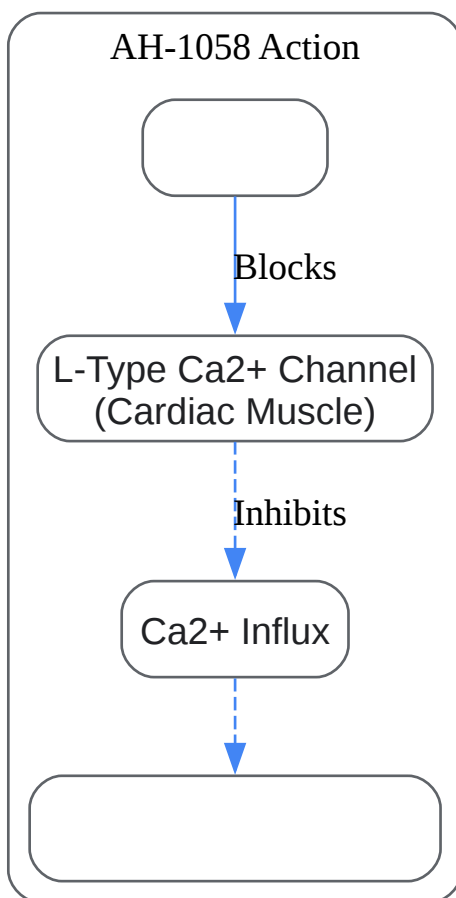 AH-1058 Action
Blocks
L-Type Ca2+ Channel
(Cardiac Muscle)
Inhibits
Ca2+ Influx